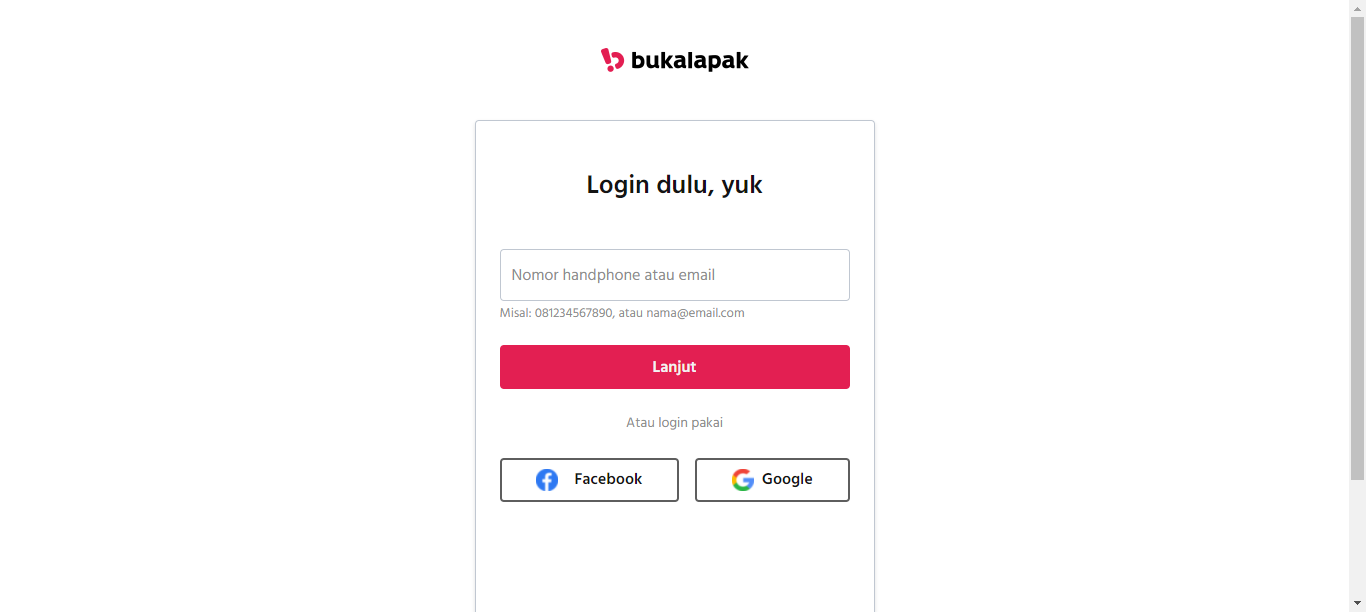 bukalapak
Login dulu, yuk
Nomor handphone atau email
Misal: 081234567890, atau nama@email.com
Lanjut
Atau login pakai
Facebook
Google